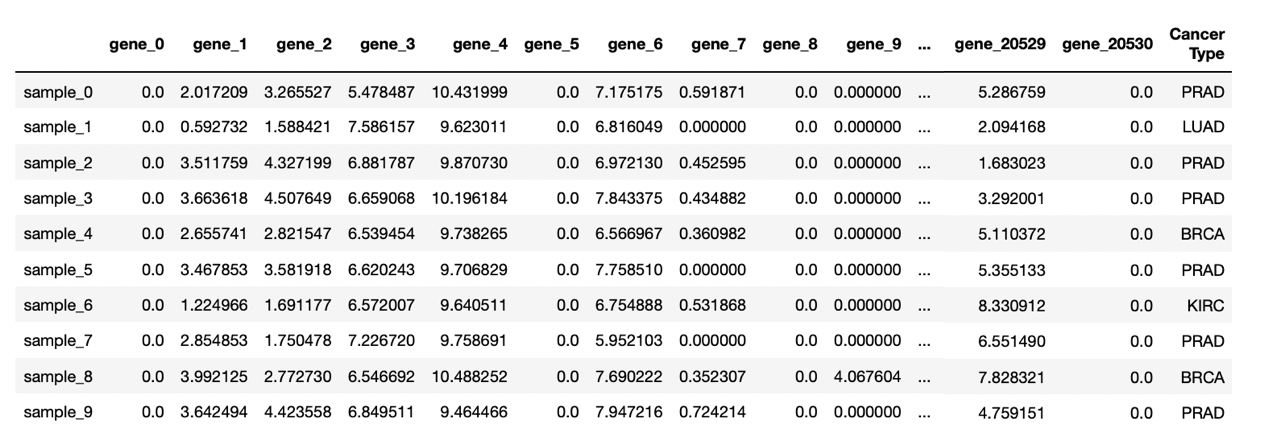 gene_0 gene_1 gene_2 gene_3 gene_4 gene_5 gene_6 gene_7 gene_8 gene_9 ... gene_20529 gene_20530 Cancer Type
sample_0 0.0 2.017209 3.265527 5.478487 10.431999 0.0 7.175175 0.591871 0.0 0.000000 ... 5.286759 0.0 PRAD
sample_1 0.0 0.592732 1.588421 7.586157 9.623011 0.0 6.816049 0.000000 0.0 0.000000 ... 2.094168 0.0 LUAD
sample_2 0.0 3.511759 4.327199 6.881787 9.870730 0.0 6.972130 0.452595 0.0 0.000000 ... 1.683023 0.0 PRAD
sample_3 0.0 3.663618 4.507649 6.659068 10.196184 0.0 7.843375 0.434882 0.0 0.000000 ... 3.292001 0.0 PRAD
sample_4 0.0 2.655741 2.821547 6.539454 9.738265 0.0 6.566967 0.360982 0.0 0.000000 ... 5.110372 0.0 BRCA
sample_5 0.0 3.467853 3.581918 6.620243 9.706829 0.0 7.758510 0.000000 0.0 0.000000 ... 5.355133 0.0 PRAD
sample_6 0.0 1.224966 1.691177 6.572007 9.640511 0.0 6.754888 0.531868 0.0 0.000000 ... 8.330912 0.0 KIRC
sample_7 0.0 2.854853 1.750478 7.226720 9.758691 0.0 5.952103 0.000000 0.0 0.000000 ... 6.551490 0.0 PRAD
sample_8 0.0 3.992125 2.772730 6.546692 10.488252 0.0 7.690222 0.352307 0.0 4.067604 ... 7.828321 0.0 BRCA
sample_9 0.0 3.642494 4.423558 6.849511 9.464466 0.0 7.947216 0.724214 0.0 0.000000 ... 4.759151 0.0 PRAD